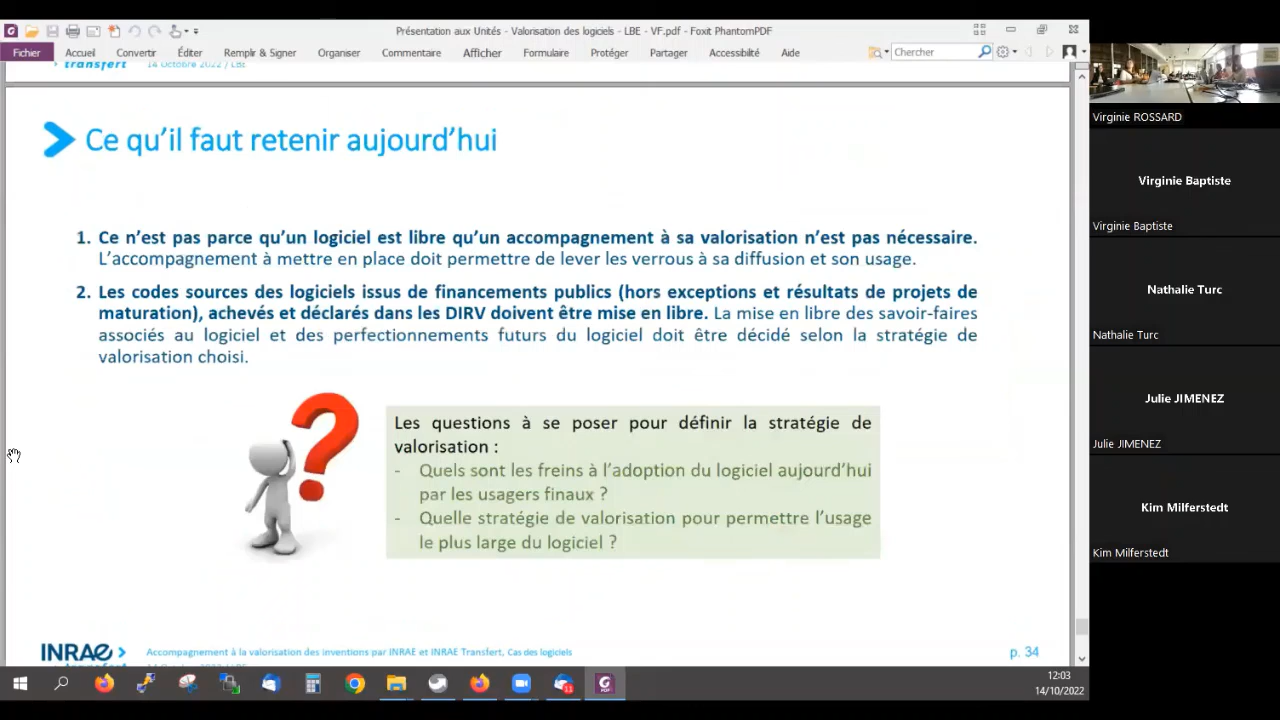 Présentation aux Unités - Valorisation des logiciels - LBE - VF.pdf - Foxit PhantomPDF
Fichier Accueil Convertir Éditer Remplir & Signer Organiser Commentaire Afficher Formulaire Protéger Partager Accessibilité Aide Chercher
transfert 14 Octobre 2022 / LBE
Ce qu'il faut retenir aujourd'hui
1. Ce n'est pas parce qu'un logiciel est libre qu'un accompagnement à sa valorisation n'est pas nécessaire.
L'accompagnement à mettre en place doit permettre de lever les verrous à sa diffusion et son usage.
2. Les codes sources des logiciels issus de financements publics (hors exceptions et résultats de projets de
maturation), achevés et déclarés dans les DIRV doivent être mise en libre. La mise en libre des savoir-faires
associés au logiciel et des perfectionnements futurs du logiciel doit être décidé selon la stratégie de
valorisation choisi.
?
Les questions à se poser pour définir la stratégie de
valorisation :
- Quels sont les freins à l'adoption du logiciel aujourd'hui
par les usagers finaux ?
- Quelle stratégie de valorisation pour permettre l'usage
le plus large du logiciel ?
INRAE
Accompagnement à la valorisation des inventions par INRAE et INRAE Transfert, Cas des logiciels
p. 34
12:03
14/10/2022
Virginie ROSSARD
Virginie Baptiste
Virginie Baptiste
Nathalie Turc
Nathalie Turc
Julie JIMENEZ
Julie JIMENEZ
Kim Milferstedt
Kim Milferstedt